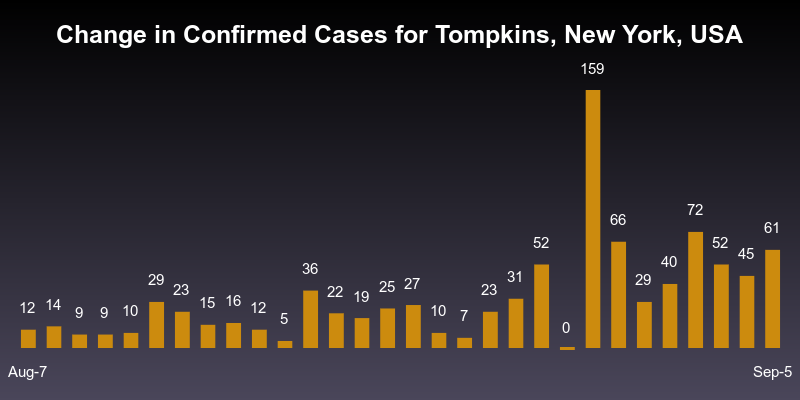 Change in Confirmed Cases for Tompkins, New York, USA
12 14 9 9 10 29 23 15 16 12 5 36 22 19 25 27 10 7 23 31 52 0 159 66 29 40 72 52 45 61
Aug-7 Sep-5